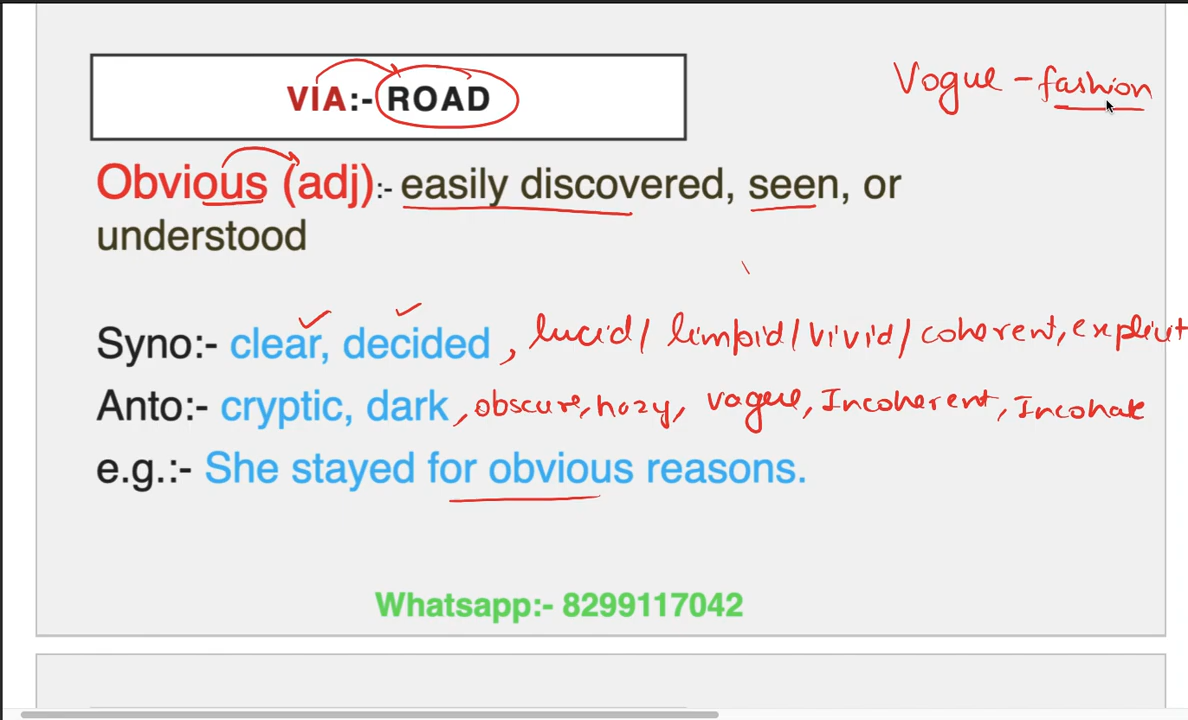 VIA:- ROAD
Vogue - fashion
Obvious (adj):- easily discovered, seen, or
understood
Syno:- clear, decided, lucid/ limpid/vivid/coherent, explicit
Anto:- cryptic, dark, obscure, hazy, vague, Incoherent, Incohate
e.g.:- She stayed for obvious reasons.
Whatsapp:- 8299117042